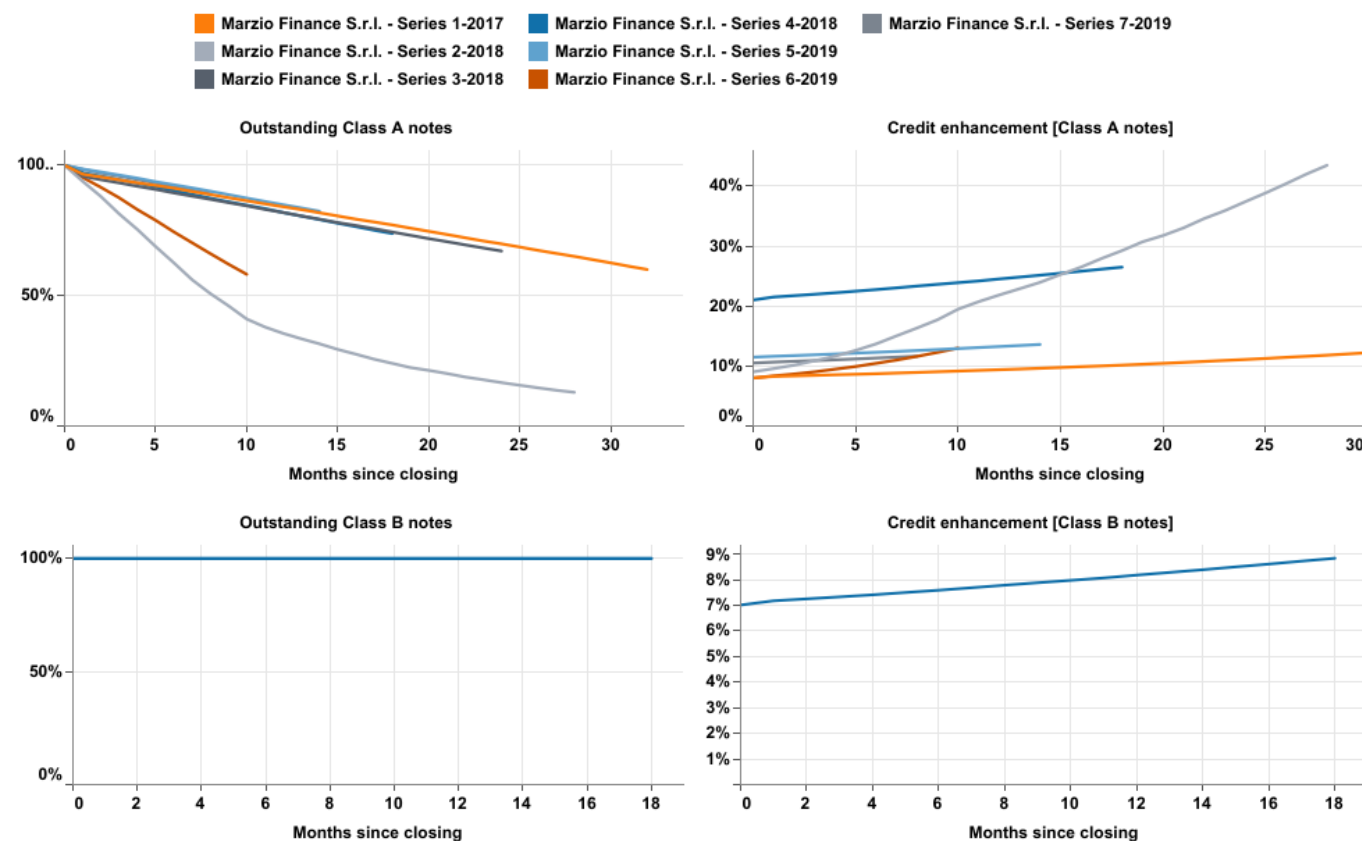 Marzio Finance S.r.l. - Series 1-2017 Marzio Finance S.r.l. - Series 4-2018 Marzio Finance S.r.l. - Series 7-2019
Marzio Finance S.r.l. - Series 2-2018 Marzio Finance S.r.l. - Series 5-2019
Marzio Finance S.r.l. - Series 3-2018 Marzio Finance S.r.l. - Series 6-2019
Outstanding Class A notes
100..
50%
0%
0 5 10 15 20 25 30
Months since closing
Credit enhancement [Class A notes]
40%
30%
20%
10%
0%
0 5 10 15 20 25 30
Months since closing
Outstanding Class B notes
100%
50%
0%
0 2 4 6 8 10 12 14 16 18
Months since closing
Credit enhancement [Class B notes]
9%
8%
7%
6%
5%
4%
3%
2%
1%
0 2 4 6 8 10 12 14 16 18
Months since closing